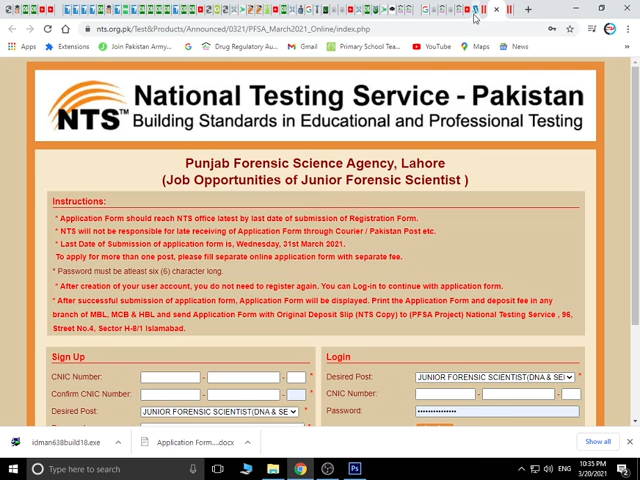 nts.org.pk/Test&Products/Announced/0321/PFSA_March2021_Online/index.php
Apps
Extensions
Join Pakistan Army...
Drug Regulatory Au...
Gmail
Primary School Tea...
DC
YouTube
Maps
News
NTS™
National Testing Service - Pakistan
Building Standards in Educational and Professional Testing
Punjab Forensic Science Agency, Lahore
(Job Opportunities of Junior Forensic Scientist )
Instructions:
* Application Form should reach NTS office latest by last date of submission of Registration Form.
* NTS will not be responsible for late receiving of Application Form through Courier / Pakistan Post etc.
* Last Date of Submission of application form is, Wednesday, 31st March 2021.
To apply for more than one post, please fill separate online application form with separate fee.
* Password must be atleast six (6) character long.
* After creation of your user account, you do not need to register again. You can Log-in to continue with application form.
* After successful submission of application form, Application Form will be displayed. Print the Application Form and deposit fee in any
branch of MBL, MCB & HBL and send Application Form with Original Deposit Slip (NTS Copy) to (PFSA Project) National Testing Service , 96,
Street No.4, Sector H-8/1 Islamabad.
Sign Up
CNIC Number: - - *
Confirm CNIC Number: - - *
Desired Post: JUNIOR FORENSIC SCIENTIST(DNA & SE *
Login
Desired Post: JUNIOR FORENSIC SCIENTIST(DNA & SE *
CNIC Number: - -
Password: ***************
idman638build18.exe
Application Form....docx
Show all
Type here to search
ENG
10:35 PM
3/20/2021
2